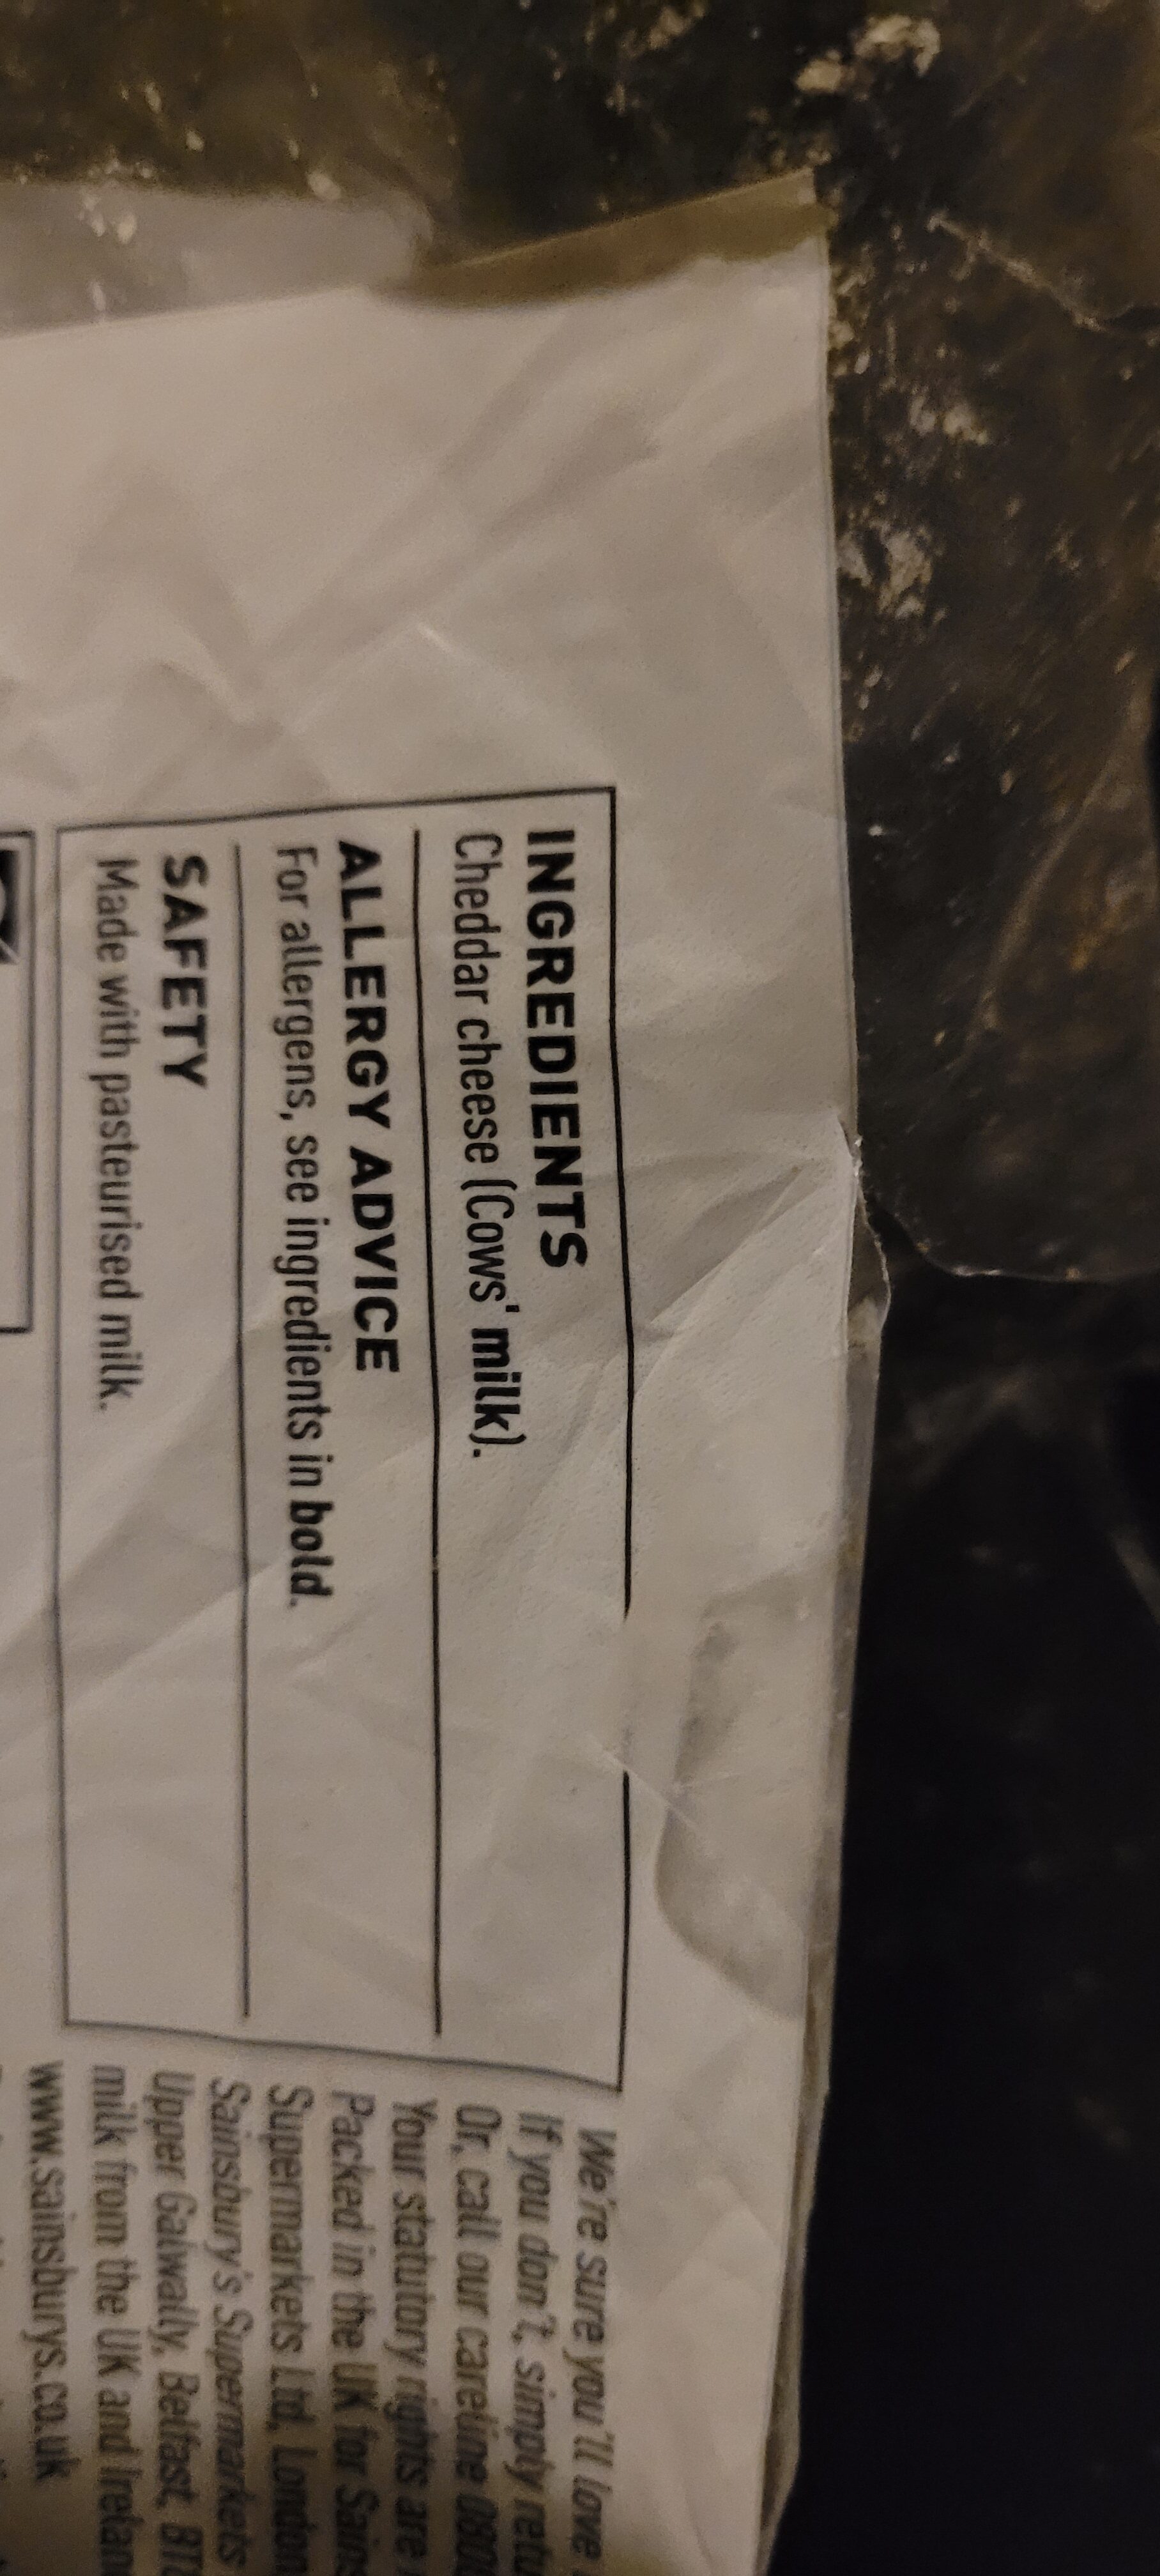 INGREDIENTS
Cheddar cheese (Cows' milk).
ALLERGY ADVICE
For allergens, see ingredients in bold.
SAFETY
Made with pasteurised milk.
We're sure you'll love
If you don't, simply
Or, call our careline
Your statutory rights are
Packed in the UK for
Supermarkets Ltd, London
Sainsbury's Supermarkets
Upper Galwally, Belfast,
milk from the UK and
www.sainsburys.co.uk